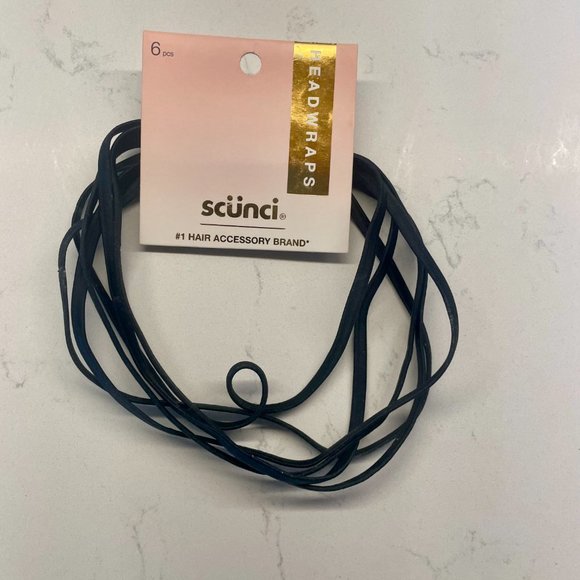 6 pcs
HEADWRAPS
scünci®
#1 HAIR ACCESSORY BRAND*